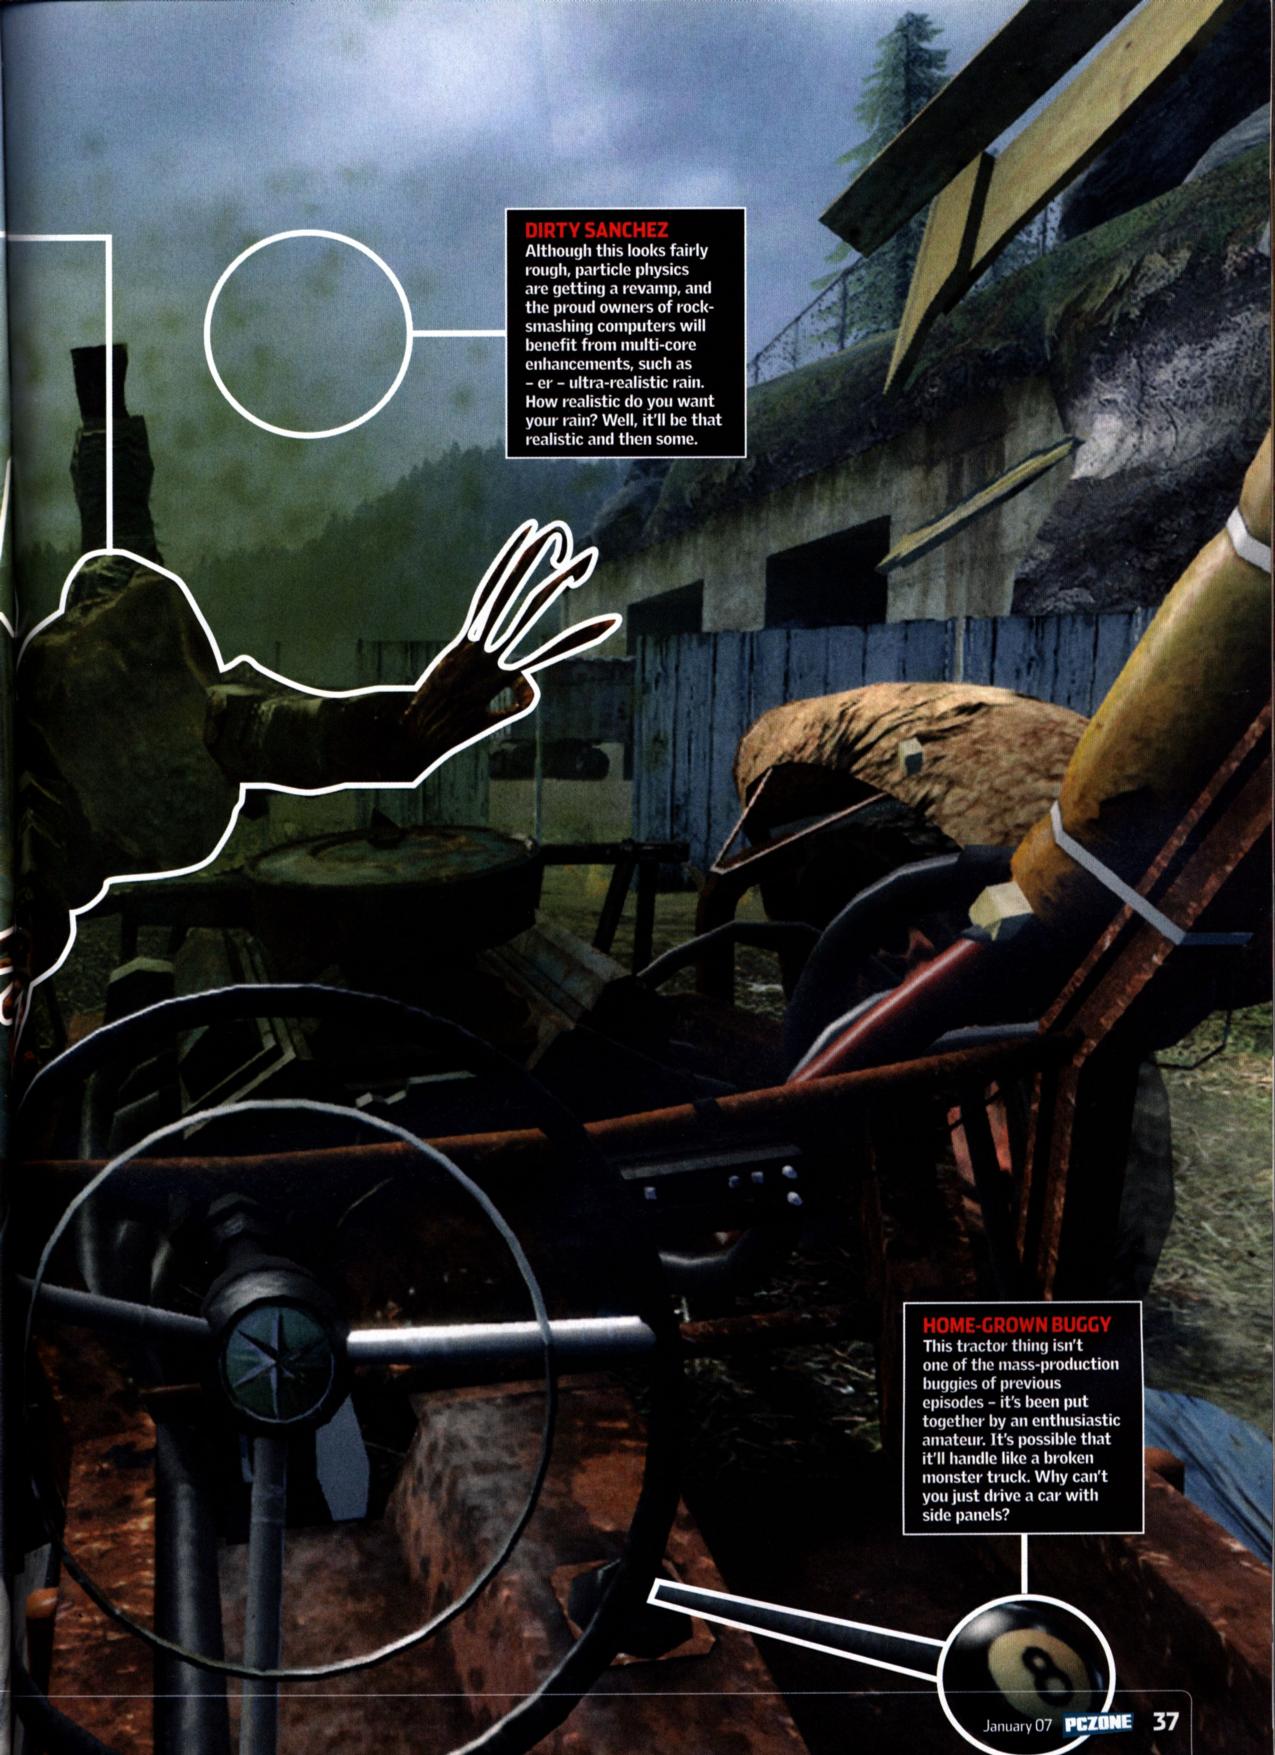 DIRTY SANCHEZ
Although this looks fairly
rough, particle physics
are getting a revamp, and
the proud owners of rock-
smashing computers will
benefit from multi-core
enhancements, such as
– er – ultra-realistic rain.
How realistic do you want
your rain? Well, it'll be that
realistic and then some.
HOME-GROWN BUGGY
This tractor thing isn't
one of the mass-production
buggies of previous
episodes – it's been put
together by an enthusiastic
amateur. It's possible that
it'll handle like a broken
monster truck. Why can't
you just drive a car with
side panels?
8
January 07 PCZONE 37